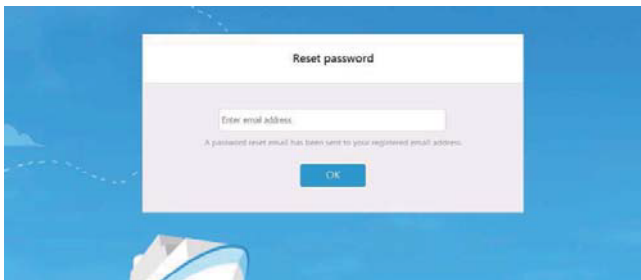 Reset password
Enter email address
A password reset email has been sent to your registered email address.
OK